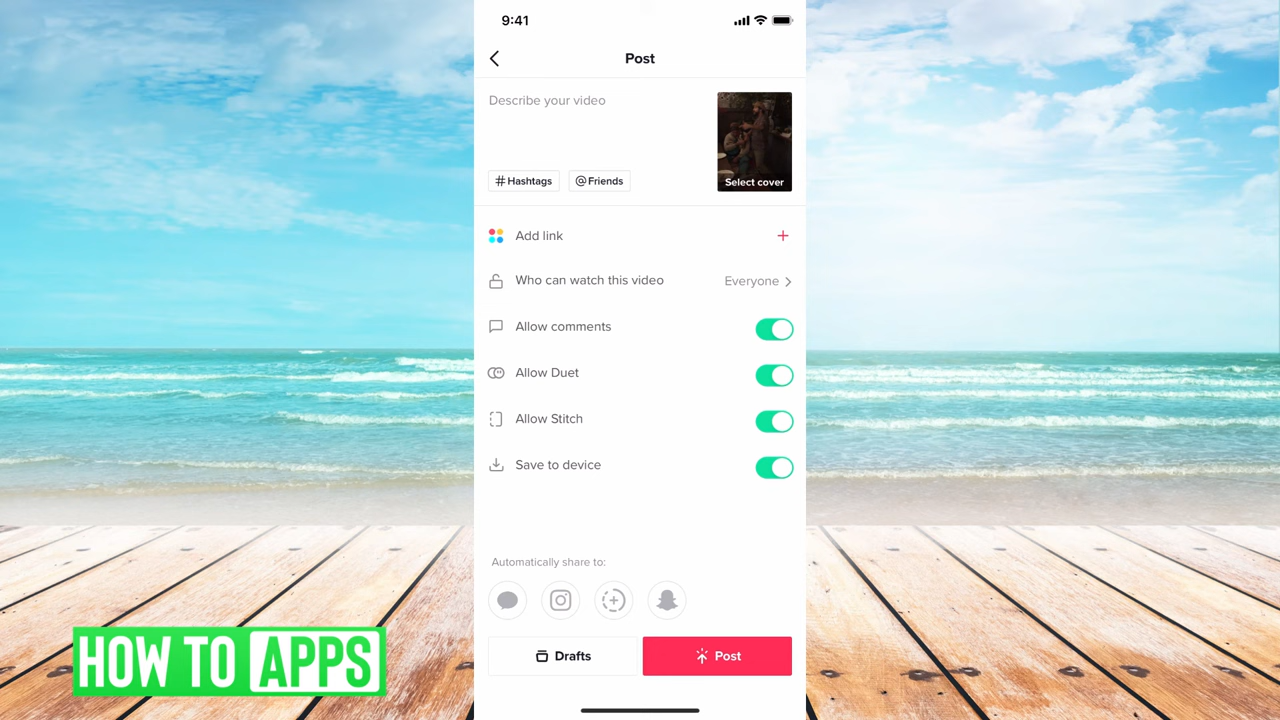 9:41
Post
Describe your video
Select cover
#Hashtags
@Friends
Add link
Who can watch this video
Everyone
Allow comments
Allow Duet
Allow Stitch
Save to device
Automatically share to:
Drafts
Post
HOW TO APPS